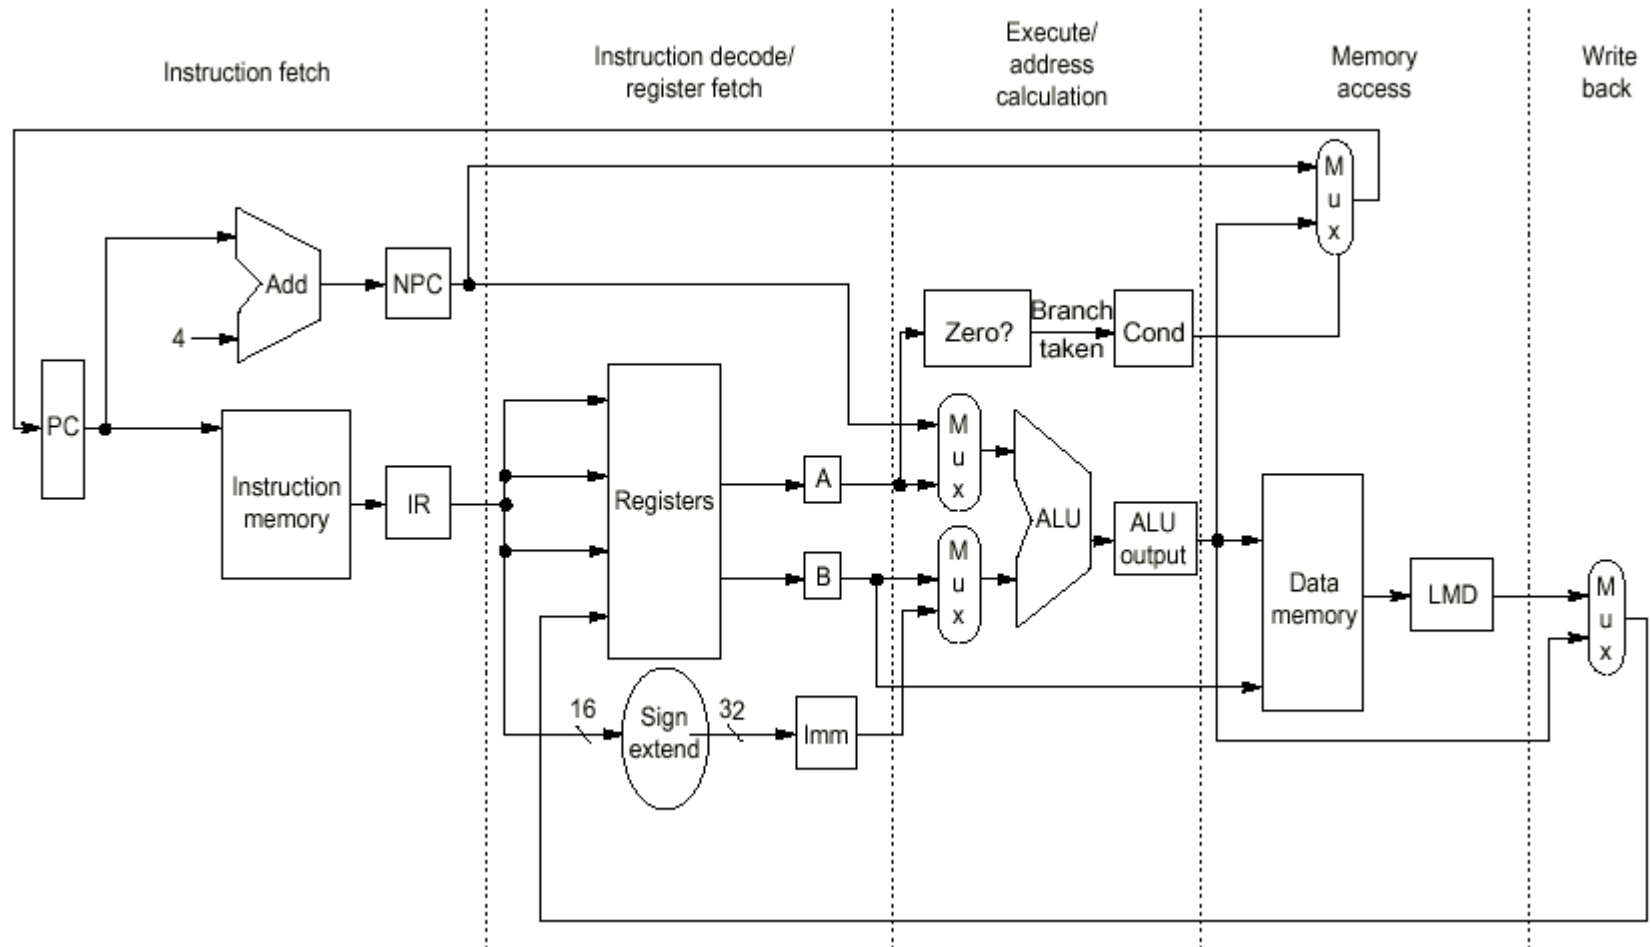 Instruction fetch
Instruction decode/
register fetch
Execute/
address
calculation
Memory
access
Write
back
M
u
x
Add
NPC
4
Zero?
Branch
taken
Cond
PC
Instruction
memory
IR
Registers
A
B
M
u
x
M
u
x
ALU
ALU
output
Data
memory
LMD
M
u
x
16
Sign
extend
32
Imm